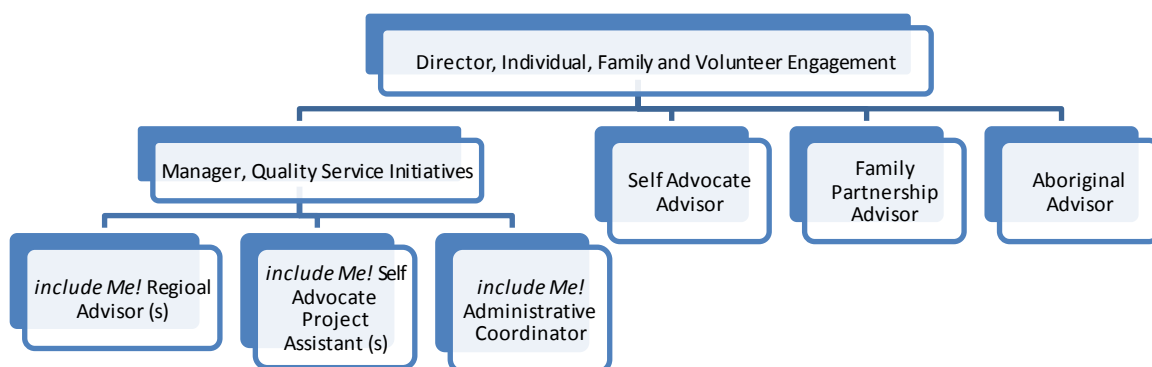 Director, Individual, Family and Volunteer Engagement
Manager, Quality Service Initiatives
Self Advocate
Advisor
Family
Partnership
Advisor
Aboriginal
Advisor
include Me! Regioal
Advisor (s)
include Me! Self
Advocate
Project
Assistant (s)
include Me!
Administrative
Coordinator